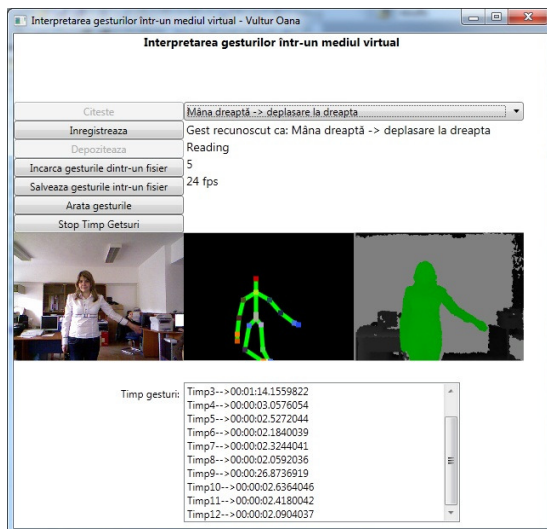 Interpretarea gesturilor într-un mediul virtual - Vultur Oana
Interpretarea gesturilor într-un mediul virtual
Citeste
Mâna dreaptă -> deplasare la dreapta
Inregistreaza
Gest recunoscut ca: Mâna dreaptă -> deplasare la dreapta
Depoziteaza
Reading
Incarca gesturile dintr-un fisier
5
Salveaza gesturile intr-un fisier
24 fps
Arata gesturile
Stop Timp Getsuri
Timp gesturi:
Timp3-->00:01:14.1559822
Timp4-->00:00:03.0576054
Timp5-->00:00:02.5272044
Timp6-->00:00:02.1840039
Timp7-->00:00:02.3244041
Timp8-->00:00:02.0592036
Timp9-->00:00:26.8736919
Timp10-->00:00:02.6364046
Timp11-->00:00:02.4180042
Timp12-->00:00:02.0904037